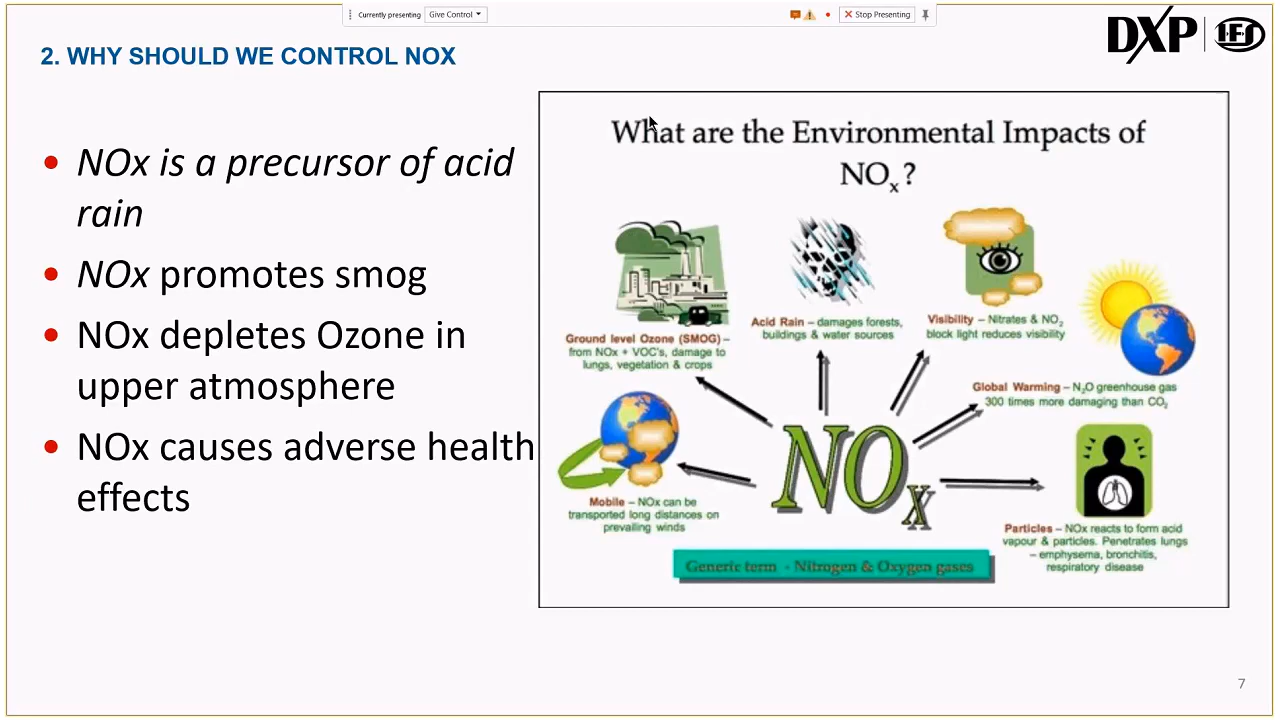 Currently presenting Give Control Stop Presenting
DXP IFS
2. WHY SHOULD WE CONTROL NOX
• NOx is a precursor of acid
rain
• NOx promotes smog
• NOx depletes Ozone in
upper atmosphere
• NOx causes adverse health
effects
What are the Environmental Impacts of
NOx?
Ground level Ozone (SMOG) –
from NOx + VOC's, damage to
lungs, vegetation & crops
Acid Rain – damages forests,
buildings & water sources
Visibility – Nitrates & NO2
block light reduces visibility
Global Warming – N2O greenhouse gas
300 times more damaging than CO2
Mobile – NOx can be
transported long distances on
prevailing winds
NOX
Particles – NOx reacts to form acid
vapour & particles. Penetrates lungs
– emphysema, bronchitis,
respiratory disease
Generic term - Nitrogen & Oxygen gases
7